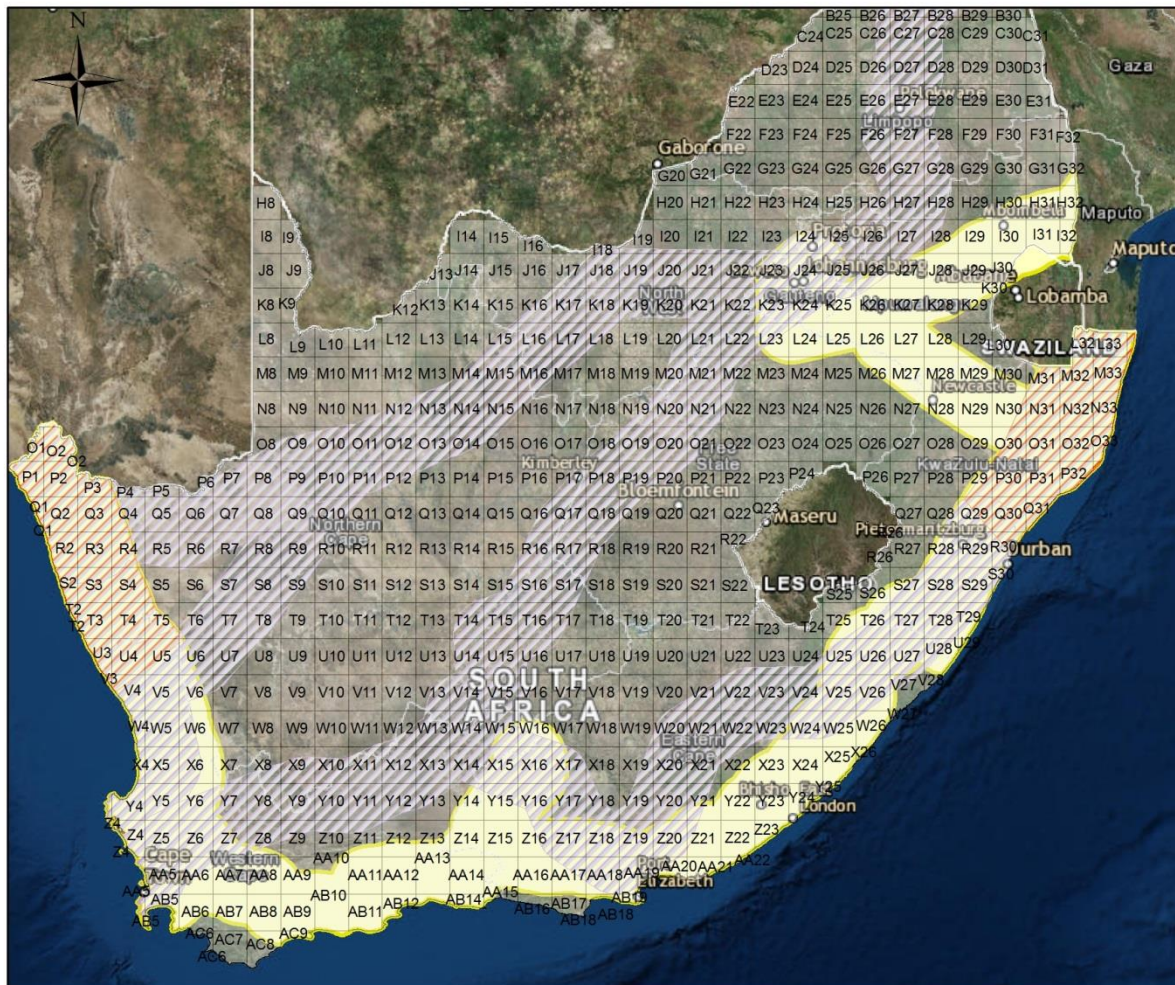 N
B25 B26 B27 B28 B29 B30
C24 C25 C26 C27 C28 C29 C30 C31
D23 D24 D25 D26 D27 D28 D29 D30 D31
Gaza
Polokwane
E22 E23 E24 E25 E26 E27 E28 E29 E30 E31
Limpopo
F22 F23 F24 F25 F26 F27 F28 F29 F30 F31 F32
Gaborone
G20 G21 G22 G23 G24 G25 G26 G27 G28 G29 G30 G31 G32
H8 H20 H21 H22 H23 H24 H25 H26 H27 H28 H29 H30 H31 H32
Mbombela Maputo
I8 I9 I14 I15 I16 I18 I19 I20 I21 I22 I23 I24 I25 I26 I27 I28 I29 I30 I31 I32
Maputo
J8 J9 J13 J14 J15 J16 J17 J18 J19 J20 J21 J22 J23 J24 J25 J26 J27 J28 J29 J30
Johannesburg
Gauteng
North
West
Lobamba
K8 K9 K12 K13 K14 K15 K16 K17 K18 K19 K20 K21 K22 K23 K24 K25 K26 K27 K28 K29 K30
L8 L9 L10 L11 L12 L13 L14 L15 L16 L17 L18 L19 L20 L21 L22 L23 L24 L25 L26 L27 L28 L29 L30 L32 L33
SWAZILAND
M8 M9 M10 M11 M12 M13 M14 M15 M16 M17 M18 M19 M20 M21 M22 M23 M24 M25 M26 M27 M28 M29 M30 M31 M32 M33
Newcastle
N8 N9 N10 N11 N12 N13 N14 N15 N16 N17 N18 N19 N20 N21 N22 N23 N24 N25 N26 N27 N28 N29 N30 N31 N32 N33
O1 O2 O2 O8 O9 O10 O11 O12 O13 O14 O15 O16 O17 O18 O19 O20 O21 O22 O23 O24 O25 O26 O27 O28 O29 O30 O31 O32 O33
Free
State
Kimberley
KwaZulu-Natal
P1 P2 P3 P4 P5 P6 P7 P8 P9 P10 P11 P12 P13 P14 P15 P16 P17 P18 P19 P20 P21 P22 P23 P24 P26 P27 P28 P29 P30 P31 P32
Bloemfontein
Q1 Q2 Q3 Q4 Q5 Q6 Q7 Q8 Q9 Q10 Q11 Q12 Q13 Q14 Q15 Q16 Q17 Q18 Q19 Q20 Q21 Q22 Q23 Q27 Q28 Q29 Q30 Q31
Q1
Maseru
Northern
Cape
Pietermaritzburg
R2 R3 R4 R5 R6 R7 R8 R9 R10 R11 R12 R13 R14 R15 R16 R17 R18 R19 R20 R21 R22 R26 R27 R28 R29 R30
Durban
LESOTHO
S2 S3 S4 S5 S6 S7 S8 S9 S10 S11 S12 S13 S14 S15 S16 S17 S18 S19 S20 S21 S22 S25 S26 S27 S28 S29 S30
T2 T2 T3 T4 T5 T6 T7 T8 T9 T10 T11 T12 T13 T14 T15 T16 T17 T18 T19 T20 T21 T22 T23 T24 T25 T26 T27 T28 T29
U3 U4 U5 U6 U7 U8 U9 U10 U11 U12 U13 U14 U15 U16 U17 U18 U19 U20 U21 U22 U23 U24 U25 U26 U27 U28 U29
SOUTH
AFRICA
V3 V4 V5 V6 V7 V8 V9 V10 V11 V12 V13 V14 V15 V16 V17 V18 V19 V20 V21 V22 V23 V24 V25 V26 V27 V28
W4 W5 W6 W7 W8 W9 W10 W11 W12 W13 W14 W15 W16 W17 W18 W19 W20 W21 W22 W23 W24 W25 W26 W27
Eastern
Cape
X4 X5 X6 X7 X8 X9 X10 X11 X12 X13 X14 X15 X16 X17 X18 X19 X20 X21 X22 X23 X24 X25 X26
Bhisho East
London
Y4 Y5 Y6 Y7 Y8 Y9 Y10 Y11 Y12 Y13 Y14 Y15 Y16 Y17 Y18 Y19 Y20 Y21 Y22 Y23 Y24 Y25
Z4 Z4 Z4 Z5 Z6 Z7 Z8 Z9 Z10 Z11 Z12 Z13 Z14 Z15 Z16 Z17 Z18 Z19 Z20 Z21 Z22 Z23
Cape
Town
Western
Cape
Port
Elizabeth
AA5 AA5 AA6 AA7 AA8 AA9 AA10 AA11 AA12 AA13 AA14 AA15 AA16 AA17 AA18 AA19 AA20 AA21 AA22
AB5 AB5 AB6 AB7 AB8 AB9 AB10 AB11 AB12 AB14 AB16 AB17 AB18 AB18 AB19
AC6 AC6 AC7 AC8 AC9